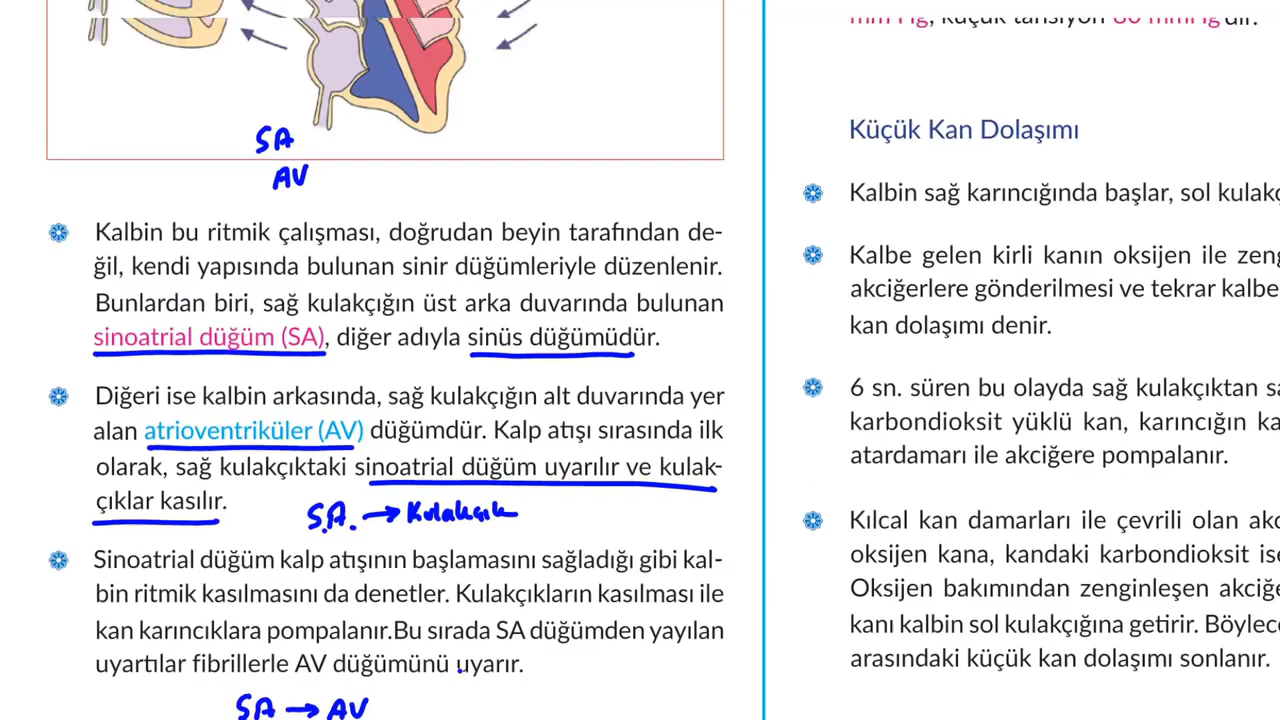 SA
AV
Kalbin bu ritmik çalışması, doğrudan beyin tarafından de-
ğil, kendi yapısında bulunan sinir düğümleriyle düzenlenir.
Bunlardan biri, sağ kulakçığın üst arka duvarında bulunan
sinoatrial düğüm (SA), diğer adıyla sinüs düğümüdür.
Diğeri ise kalbin arkasında, sağ kulakçığın alt duvarında yer
alan atrioventriküler (AV) düğümdür. Kalp atışı sırasında ilk
olarak, sağ kulakçıktaki sinoatrial düğüm uyarılır ve kulak-
çıklar kasılır.
S.A. → Kulakçık
Sinoatrial düğüm kalp atışının başlamasını sağladığı gibi kal-
bin ritmik kasılmasını da denetler. Kulakçıkların kasılması ile
kan karıncıklara pompalanır.Bu sırada SA düğümden yayılan
uyartılar fibrillerle AV düğümünü uyarır.
SA → AV
küçük tansiyon
Küçük Kan Dolaşımı
Kalbin sağ karıncığında başlar, sol
Kalbe gelen kirli kanın oksijen ile
akciğerlere gönderilmesi ve tekrar kalbe
kan dolaşımı denir.
6 sn. süren bu olayda sağ kulakçıktan
karbondioksit yüklü kan, karıncığın
atardamarı ile akciğere pompalanır.
Kılcal kan damarları ile çevrili olan
oksijen kana, kandaki karbondioksit
Oksijen bakımından zenginleşen
kanı kalbin sol kulakçığına getirir.
arasındaki küçük kan dolaşımı sonlanır.